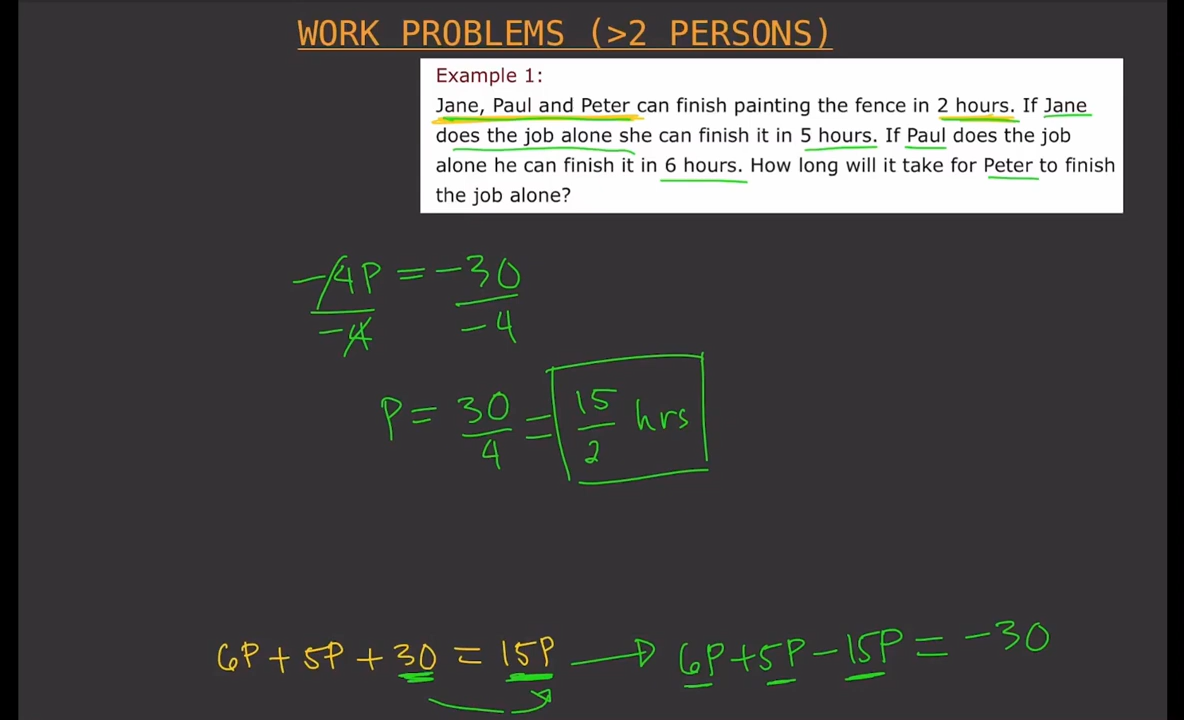 WORK PROBLEMS (>2 PERSONS)
Example 1:
Jane, Paul and Peter can finish painting the fence in 2 hours. If Jane
does the job alone she can finish it in 5 hours. If Paul does the job
alone he can finish it in 6 hours. How long will it take for Peter to finish
the job alone?
-4P = -30
-4 -4
P = 30/4 = 15/2 hrs
6P + 5P + 30 = 15P → 6P + 5P - 15P = -30